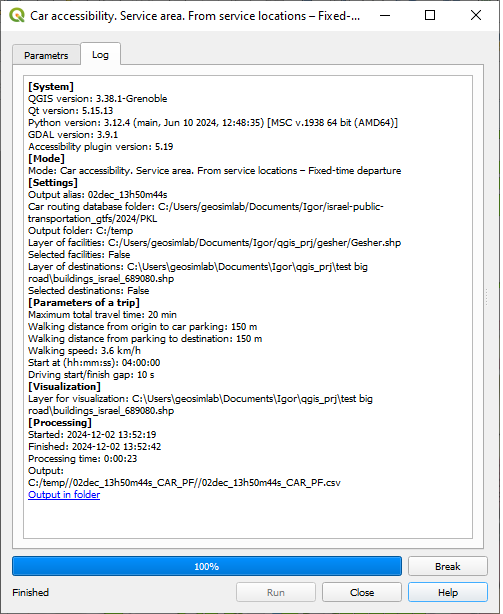 Car accessibility. Service area. From service locations – Fixed-...
Parametrs
Log
[System]
QGIS version: 3.38.1-Grenoble
Qt version: 5.15.13
Python version: 3.12.4 (main, Jun 10 2024, 12:48:35) [MSC v.1938 64 bit (AMD64)]
GDAL version: 3.9.1
Accessibility plugin version: 5.19
[Mode]
Mode: Car accessibility. Service area. From service locations – Fixed-time departure
[Settings]
Output alias: 02dec_13h50m44s
Car routing database folder: C:/Users/geosimlab/Documents/Igor/israel-public-
transportation_gtfs/2024/PKL
Output folder: C:/temp
Layer of facilities: C:/Users/geosimlab/Documents/Igor/qgis_prj/gesher/Gesher.shp
Selected facilities: False
Layer of destinations: C:\Users\geosimlab\Documents\Igor\qgis_prj\test big
road\buildings_israel_689080.shp
Selected destinations: False
[Parameters of a trip]
Maximum total travel time: 20 min
Walking distance from origin to car parking: 150 m
Walking distance from parking to destination: 150 m
Walking speed: 3.6 km/h
Start at (hh:mm:ss): 04:00:00
Driving start/finish gap: 10 s
[Visualization]
Layer for visualization: C:\Users\geosimlab\Documents\Igor\qgis_prj\test big
road\buildings_israel_689080.shp
[Processing]
Started: 2024-12-02 13:52:19
Finished: 2024-12-02 13:52:42
Processing time: 0:00:23
Output:
C:/temp//02dec_13h50m44s_CAR_PF//02dec_13h50m44s_CAR_PF.csv
Output in folder
100%
Break
Finished
Run
Close
Help